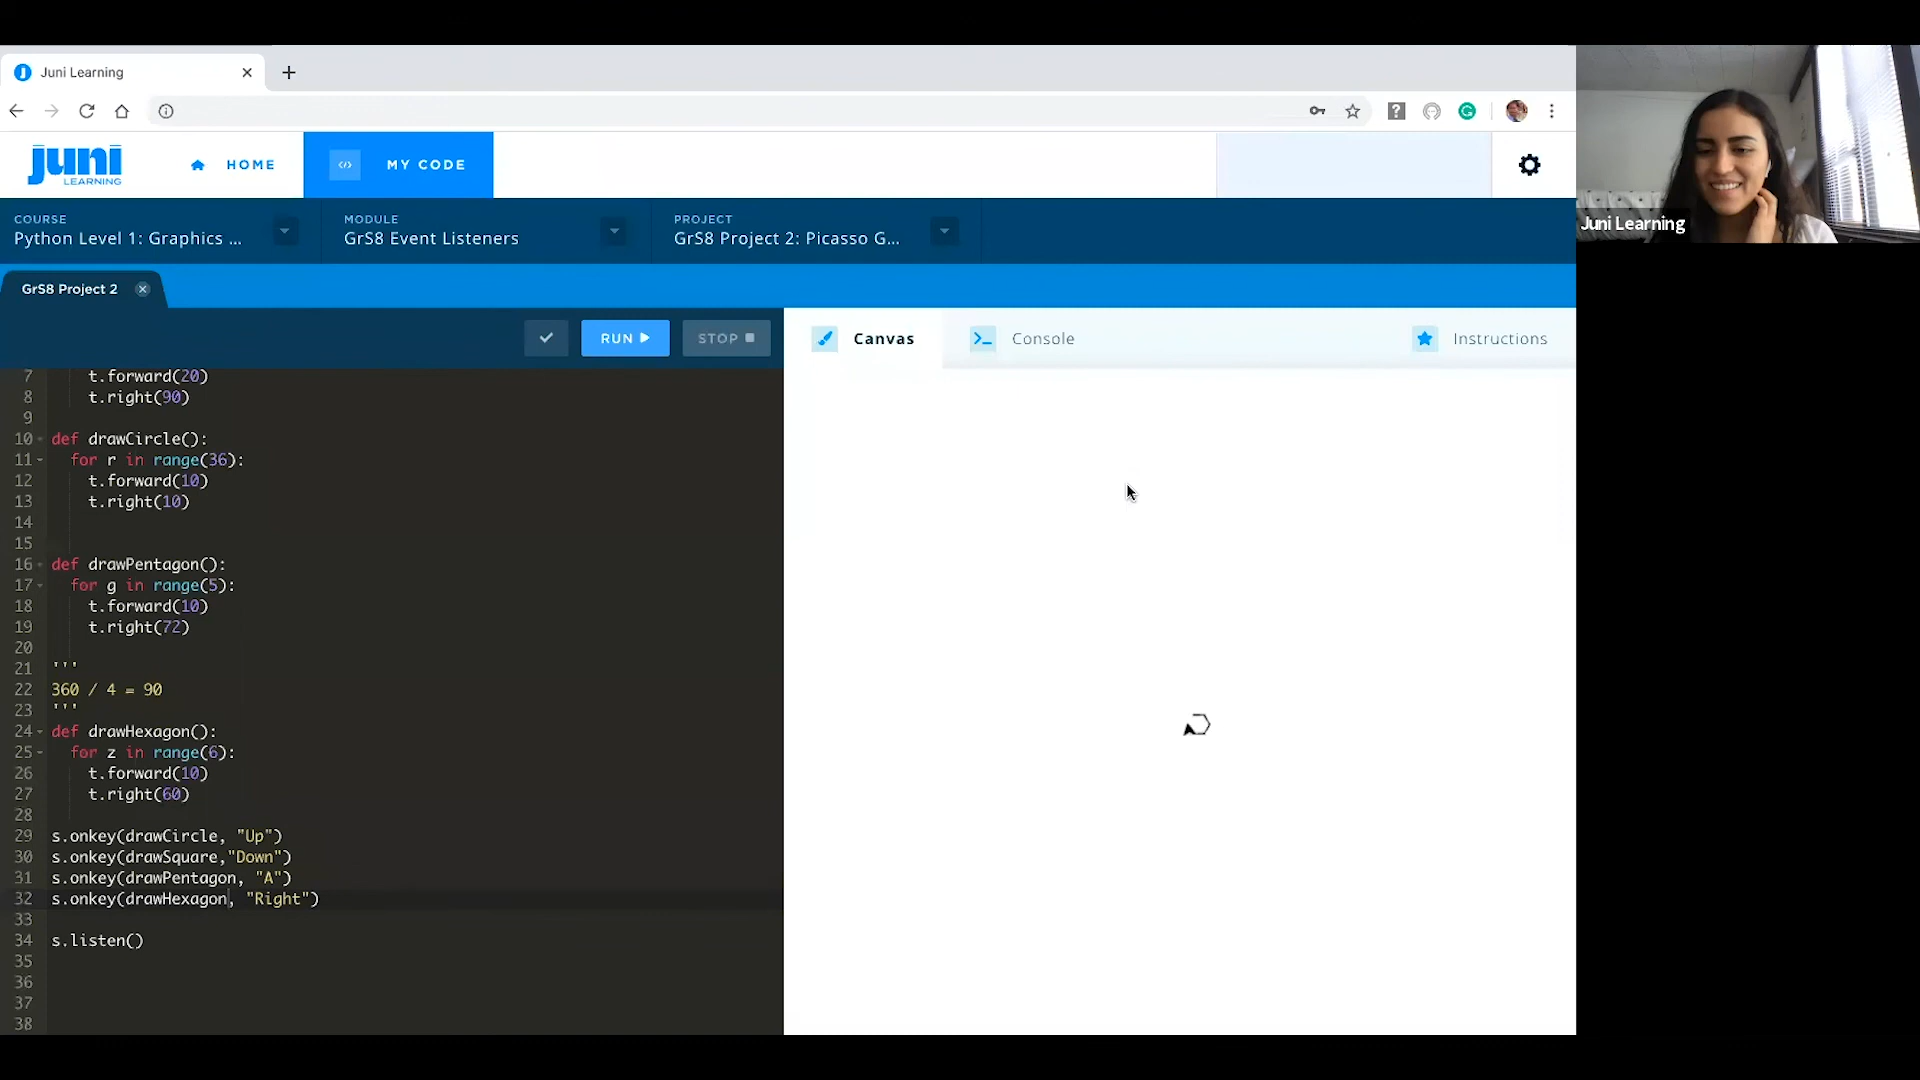 Juni Learning
juni
LEARNING
HOME
MY CODE
COURSE
Python Level 1: Graphics ...
MODULE
GrS8 Event Listeners
PROJECT
GrS8 Project 2: Picasso G...
Juni Learning
GrS8 Project 2
RUN
STOP
Canvas
Console
Instructions
7 t.forward(20)
8 t.right(90)
9
10 def drawCircle():
11 for r in range(36):
12 t.forward(10)
13 t.right(10)
14
15
16 def drawPentagon():
17 for g in range(5):
18 t.forward(10)
19 t.right(72)
20
21 '''
22 360 / 4 = 90
23 '''
24 def drawHexagon():
25 for z in range(6):
26 t.forward(10)
27 t.right(60)
28
29 s.onkey(drawCircle, "Up")
30 s.onkey(drawSquare,"Down")
31 s.onkey(drawPentagon, "A")
32 s.onkey(drawHexagon, "Right")
33
34 s.listen()
35
36
37
38